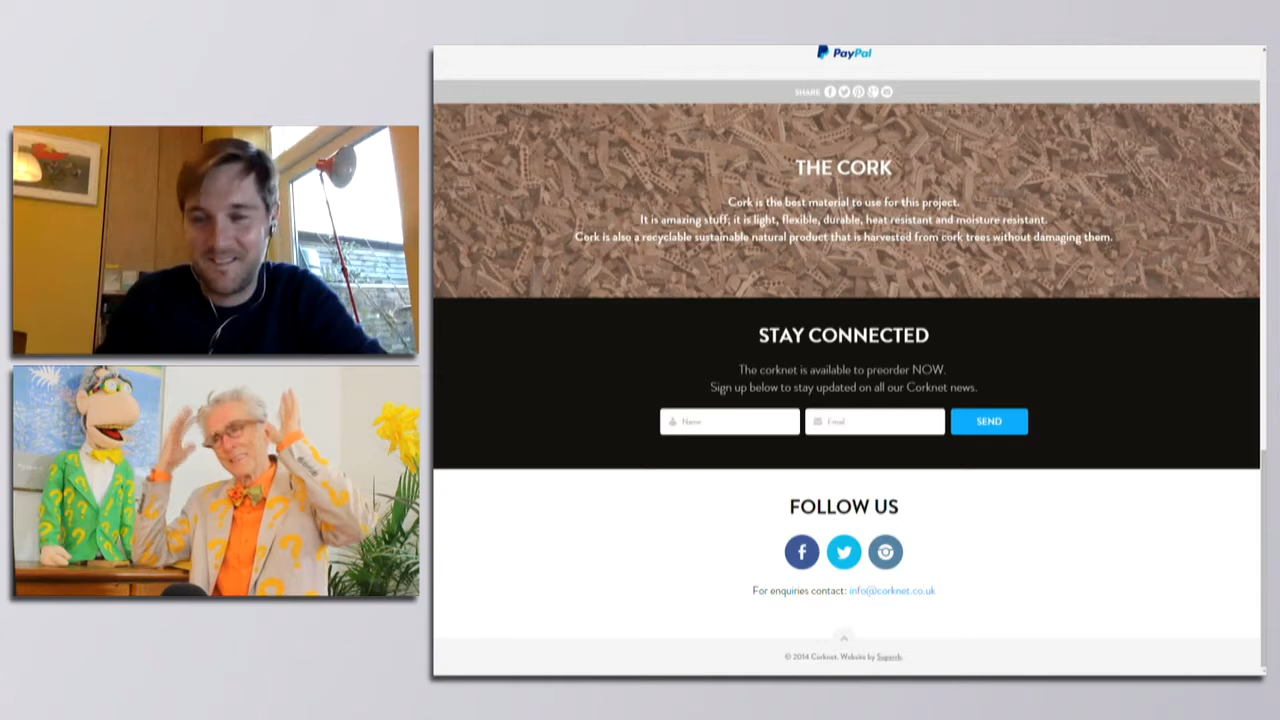 PayPal
SHARE
THE CORK
Cork is the best material to use for this project.
It is amazing stuff; it is light, flexible, durable, heat resistant and moisture resistant.
Cork is also a recyclable sustainable natural product that is harvested from cork trees without damaging them.
STAY CONNECTED
The corknet is available to preorder NOW.
Sign up below to stay updated on all our Corknet news.
Name
Email
SEND
FOLLOW US
For enquiries contact: info@corknet.co.uk
© 2014 Corknet. Website by Superrb.